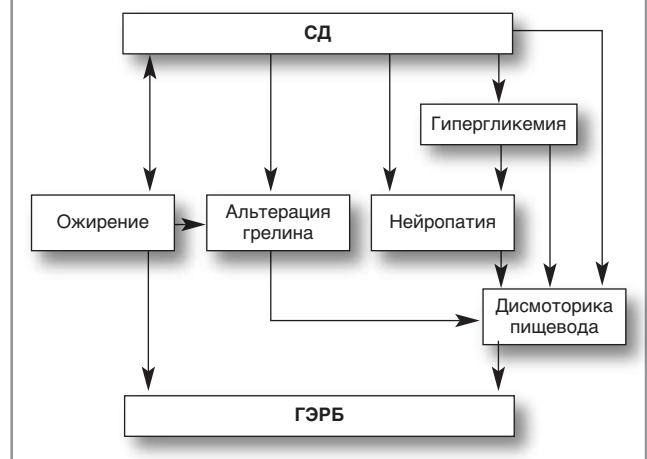 СД
Гипергликемия
Ожирение
Альтерация
грелина
Нейропатия
Дисмоторика
пищевода
ГЭРБ